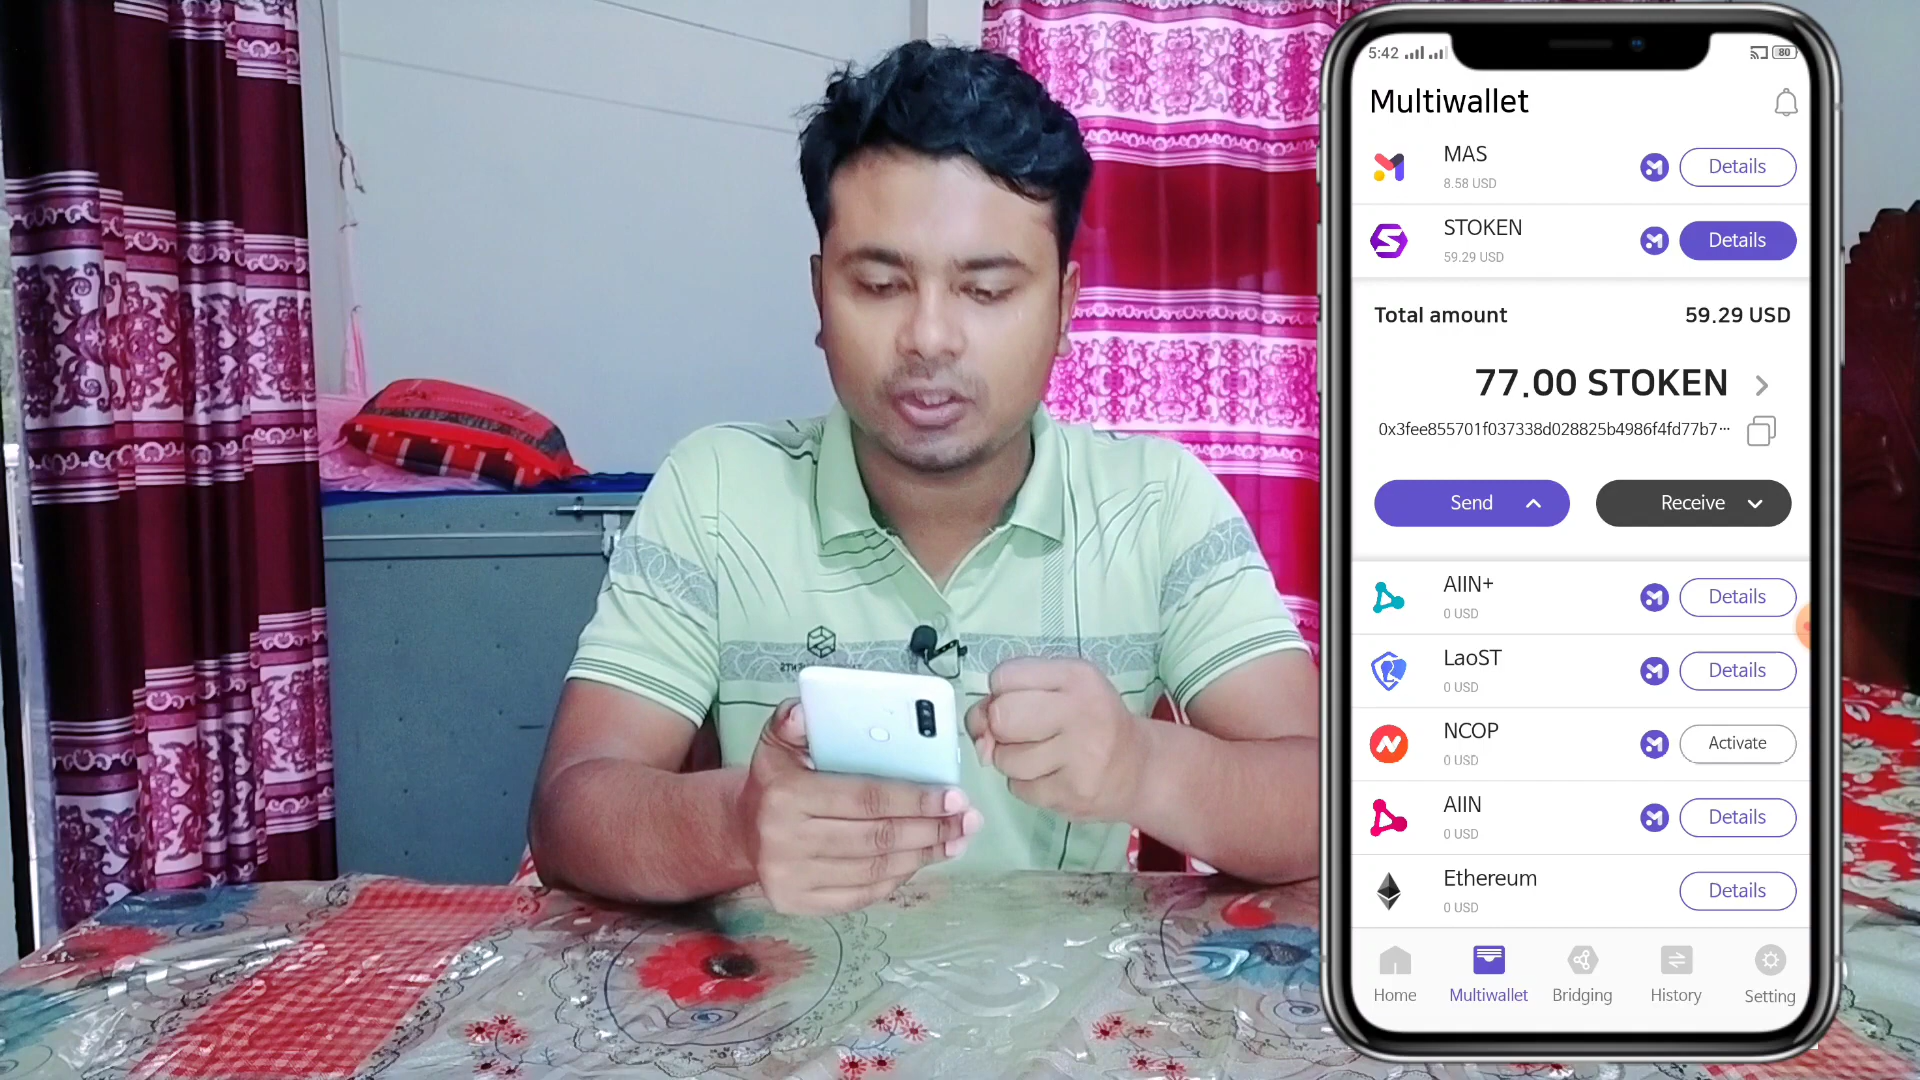 5:42
80
Multiwallet
MAS
8.58 USD
Details
STOKEN
59.29 USD
Details
Total amount 59.29 USD
77.00 STOKEN
0x3fee855701f037338d028825b4986f4fd77b7...
Send
Receive
AIIN+
0 USD
Details
LaoST
0 USD
Details
NCOP
0 USD
Activate
AIIN
0 USD
Details
Ethereum
0 USD
Details
Home
Multiwallet
Bridging
History
Setting